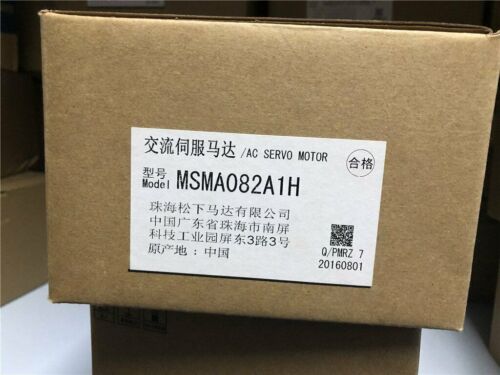 交流伺服马达 /AC SERVO MOTOR
合格
型号
Model MSMA082A1H
珠海松下马达有限公司
中国广东省珠海市南屏
科技工业园屏东3路3号
原产地：中国
Q/PMRZ 7
20160801